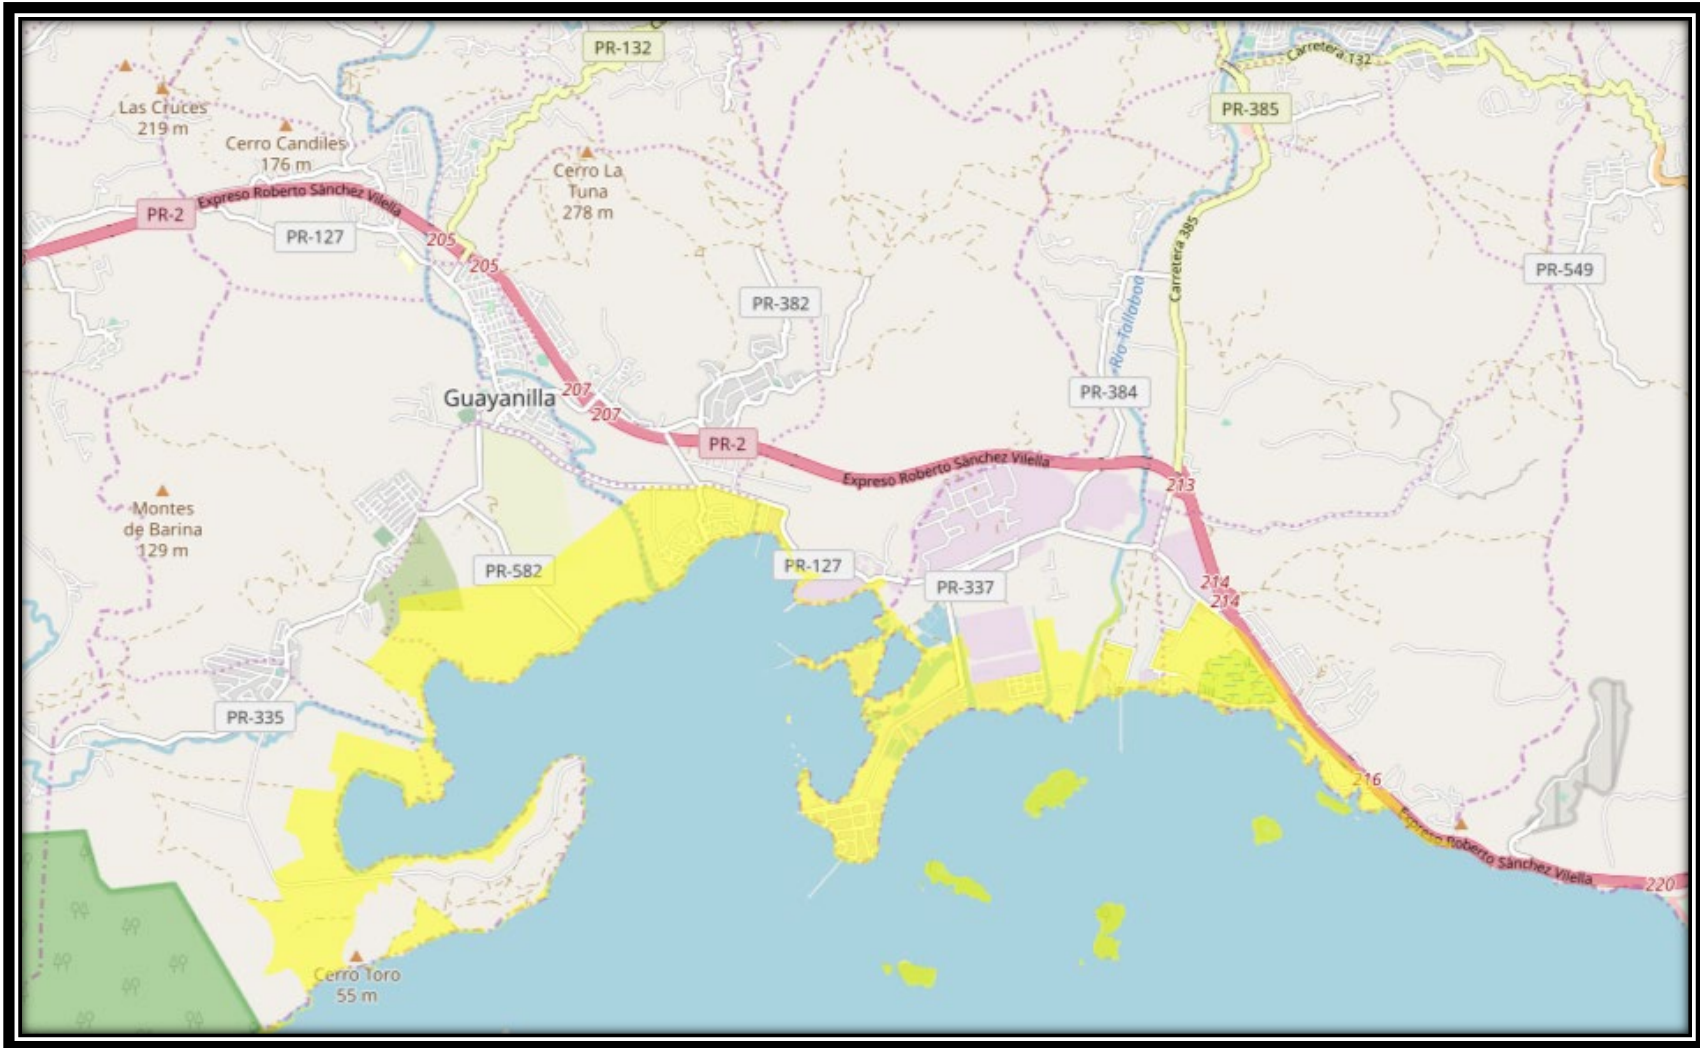 PR-132
Carretera 132
Las Cruces
219 m
PR-385
Cerro Candiles
176 m
Cerro La
Tuna
278 m
Expreso Roberto Sánchez Vilella
PR-2
PR-127
205
205
Carretera 385
PR-549
PR-382
Río Tallaboa
207
Guayanilla
207
PR-384
PR-2
Expreso Roberto Sánchez Vilella
213
Montes
de Barina
129 m
PR-582
PR-127
PR-337
214
214
PR-335
216
Expreso Roberto Sánchez Vilella
220
Cerro Toro
55 m